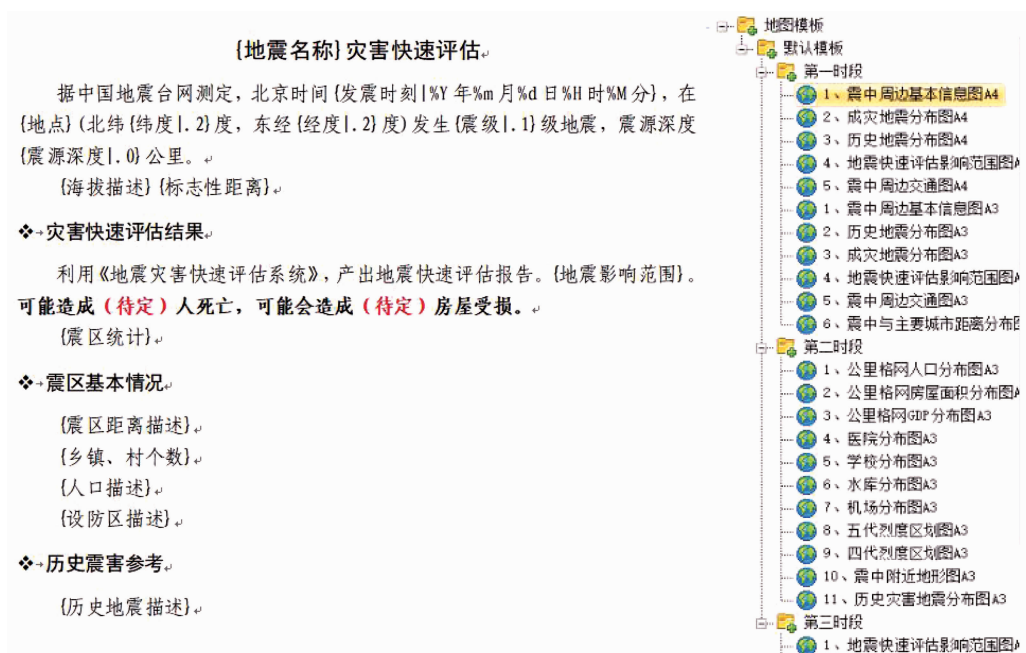 {地震名称}灾害快速评估
据中国地震台网测定，北京时间{发震时刻|%Y年%m月%d日%H时%M分}，在
{地点}(北纬{纬度|.2}度，东经{经度|.2}度)发生{震级|.1}级地震，震源深度
{震源深度|.0}公里。
{海拔描述}{标志性距离}
❖灾害快速评估结果
利用《地震灾害快速评估系统》，产出地震快速评估报告。{地震影响范围}。
可能造成（待定）人死亡，可能会造成（待定）房屋受损。
{震区统计}
❖震区基本情况
{震区距离描述}
{乡镇、村个数}
{人口描述}
{设防区描述}
❖历史震害参考
{历史地震描述}
地图模板
默认模板
第一时段
1、震中周边基本信息图A4
2、成灾地震分布图A4
3、历史地震分布图A4
4、地震快速评估影响范围图
5、震中周边交通图A4
1、震中周边基本信息图A3
2、历史地震分布图A3
3、成灾地震分布图A3
4、地震快速评估影响范围图
5、震中周边交通图A3
6、震中与主要城市距离分布图
第二时段
1、公里格网人口分布图A3
2、公里格网房屋面积分布图
3、公里格网GDP分布图A3
4、医院分布图A3
5、学校分布图A3
6、水库分布图A3
7、机场分布图A3
8、五代烈度区划图A3
9、四代烈度区划图A3
10、震中附近地形图A3
11、历史灾害地震分布图A3
第三时段
1、地震快速评估影响范围图